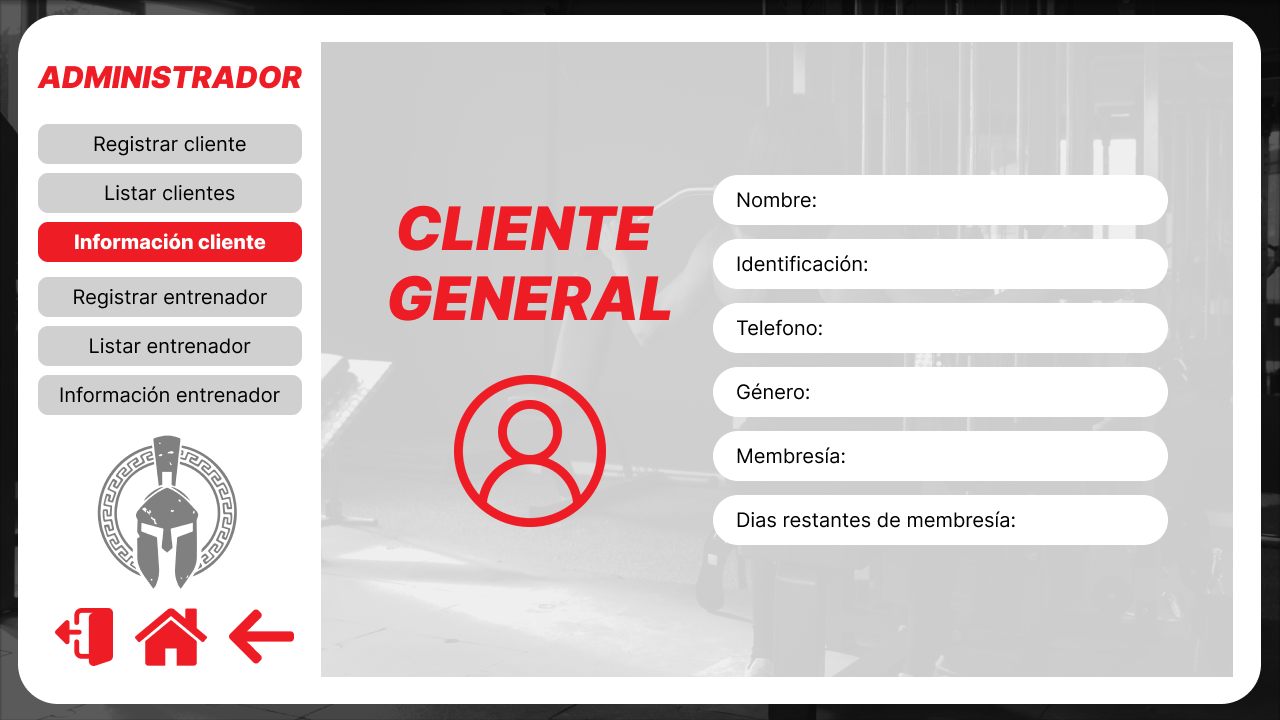 ADMINISTRADOR
Registrar cliente
Listar clientes
Información cliente
Registrar entrenador
Listar entrenador
Información entrenador
CLIENTE
GENERAL
Nombre:
Identificación:
Telefono:
Género:
Membresía:
Dias restantes de membresía: